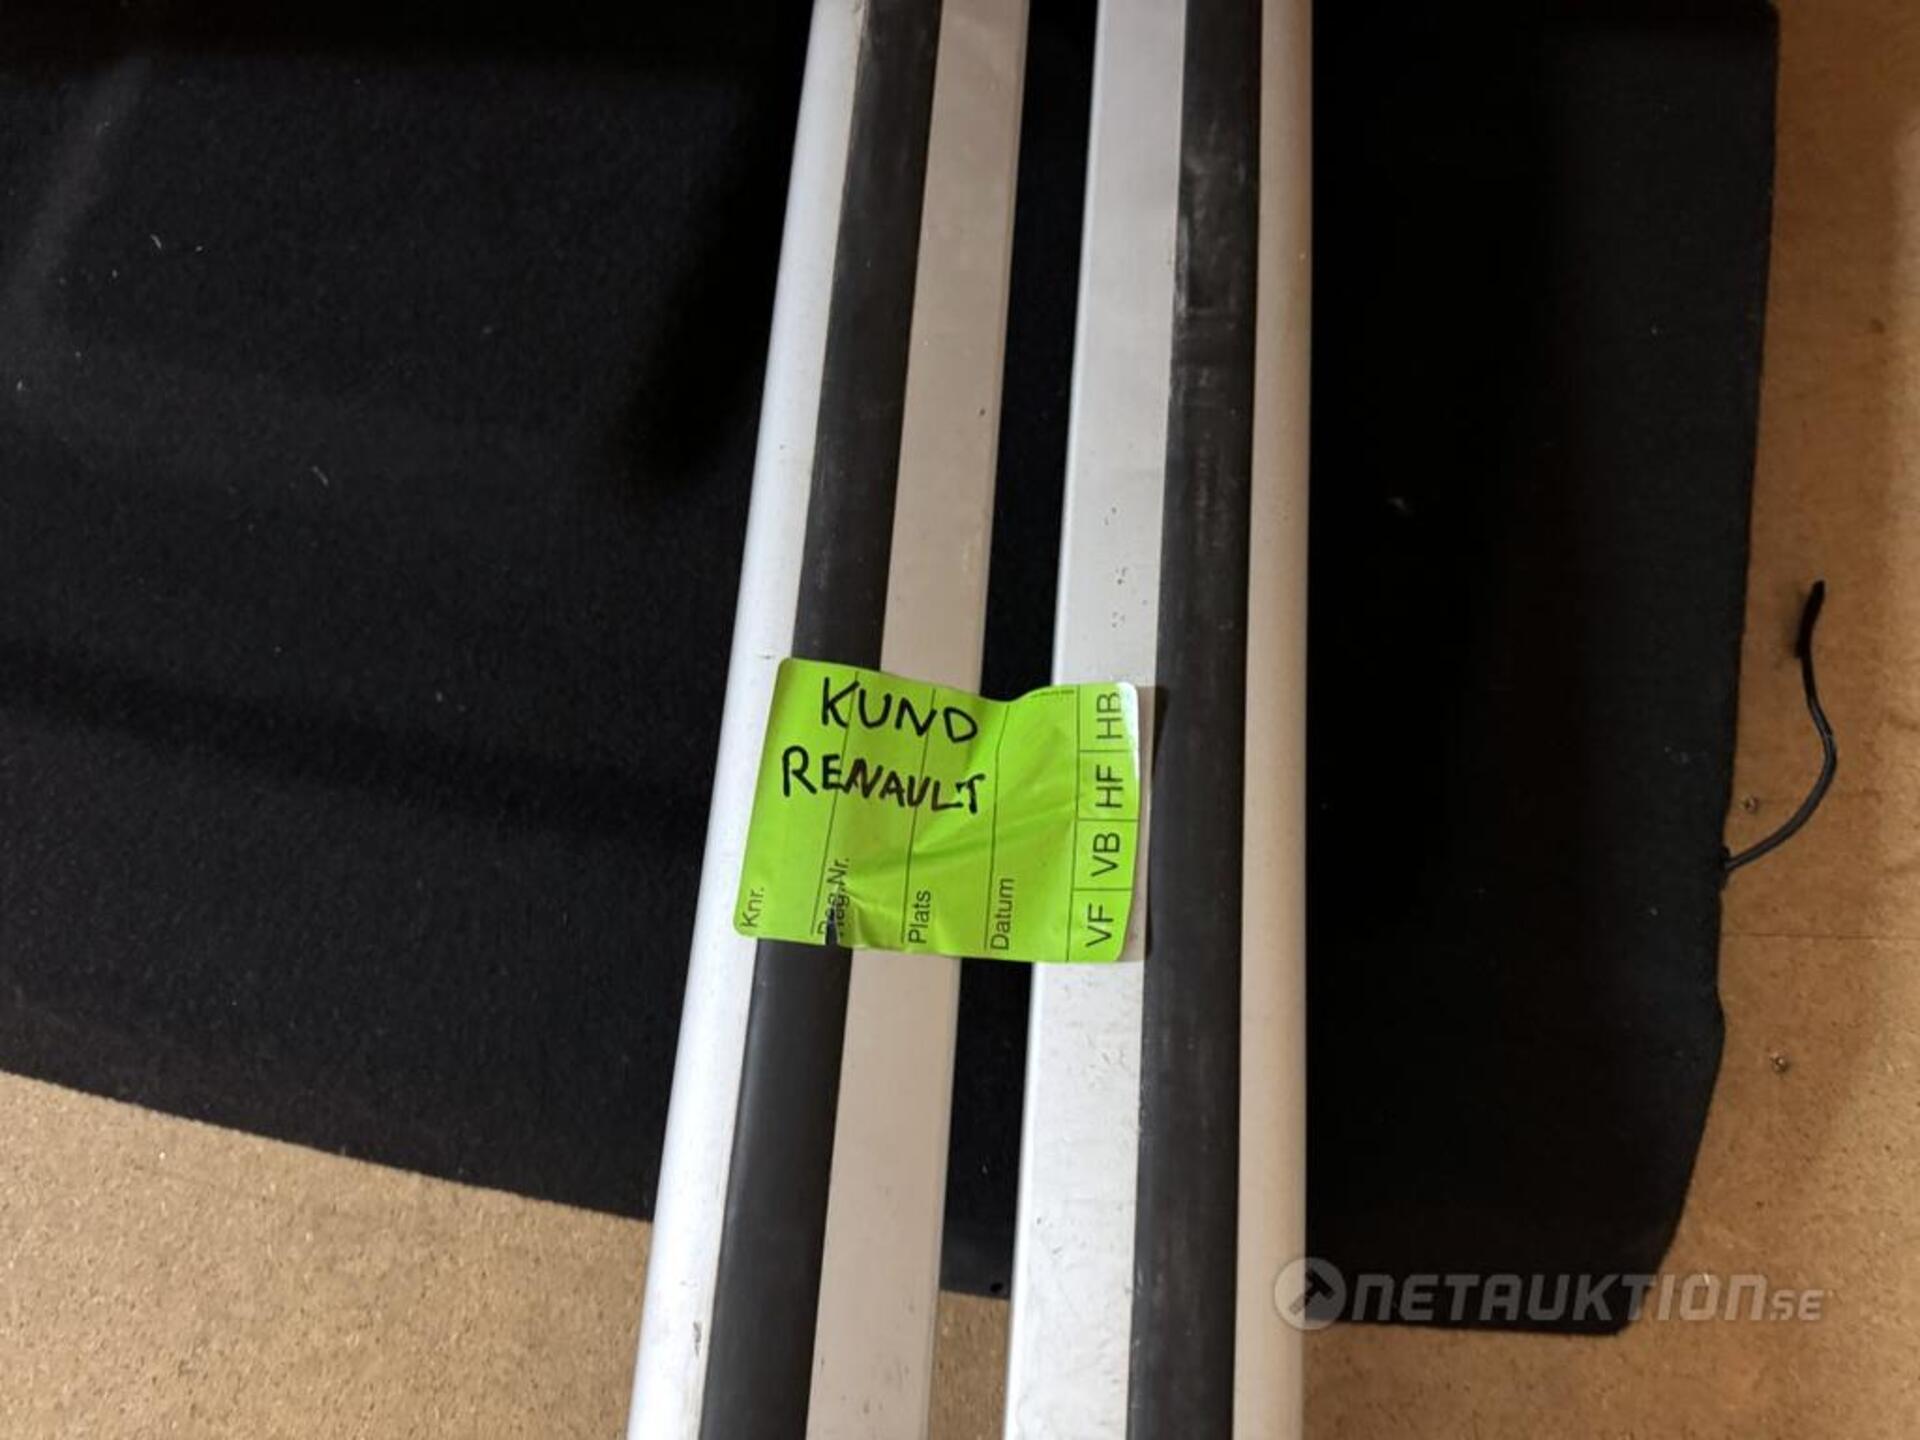 KUND
RENAULT
Knr.
Reg.Nr.
Plats
Datum
VF VB HF HB
NETAUKTION.SE